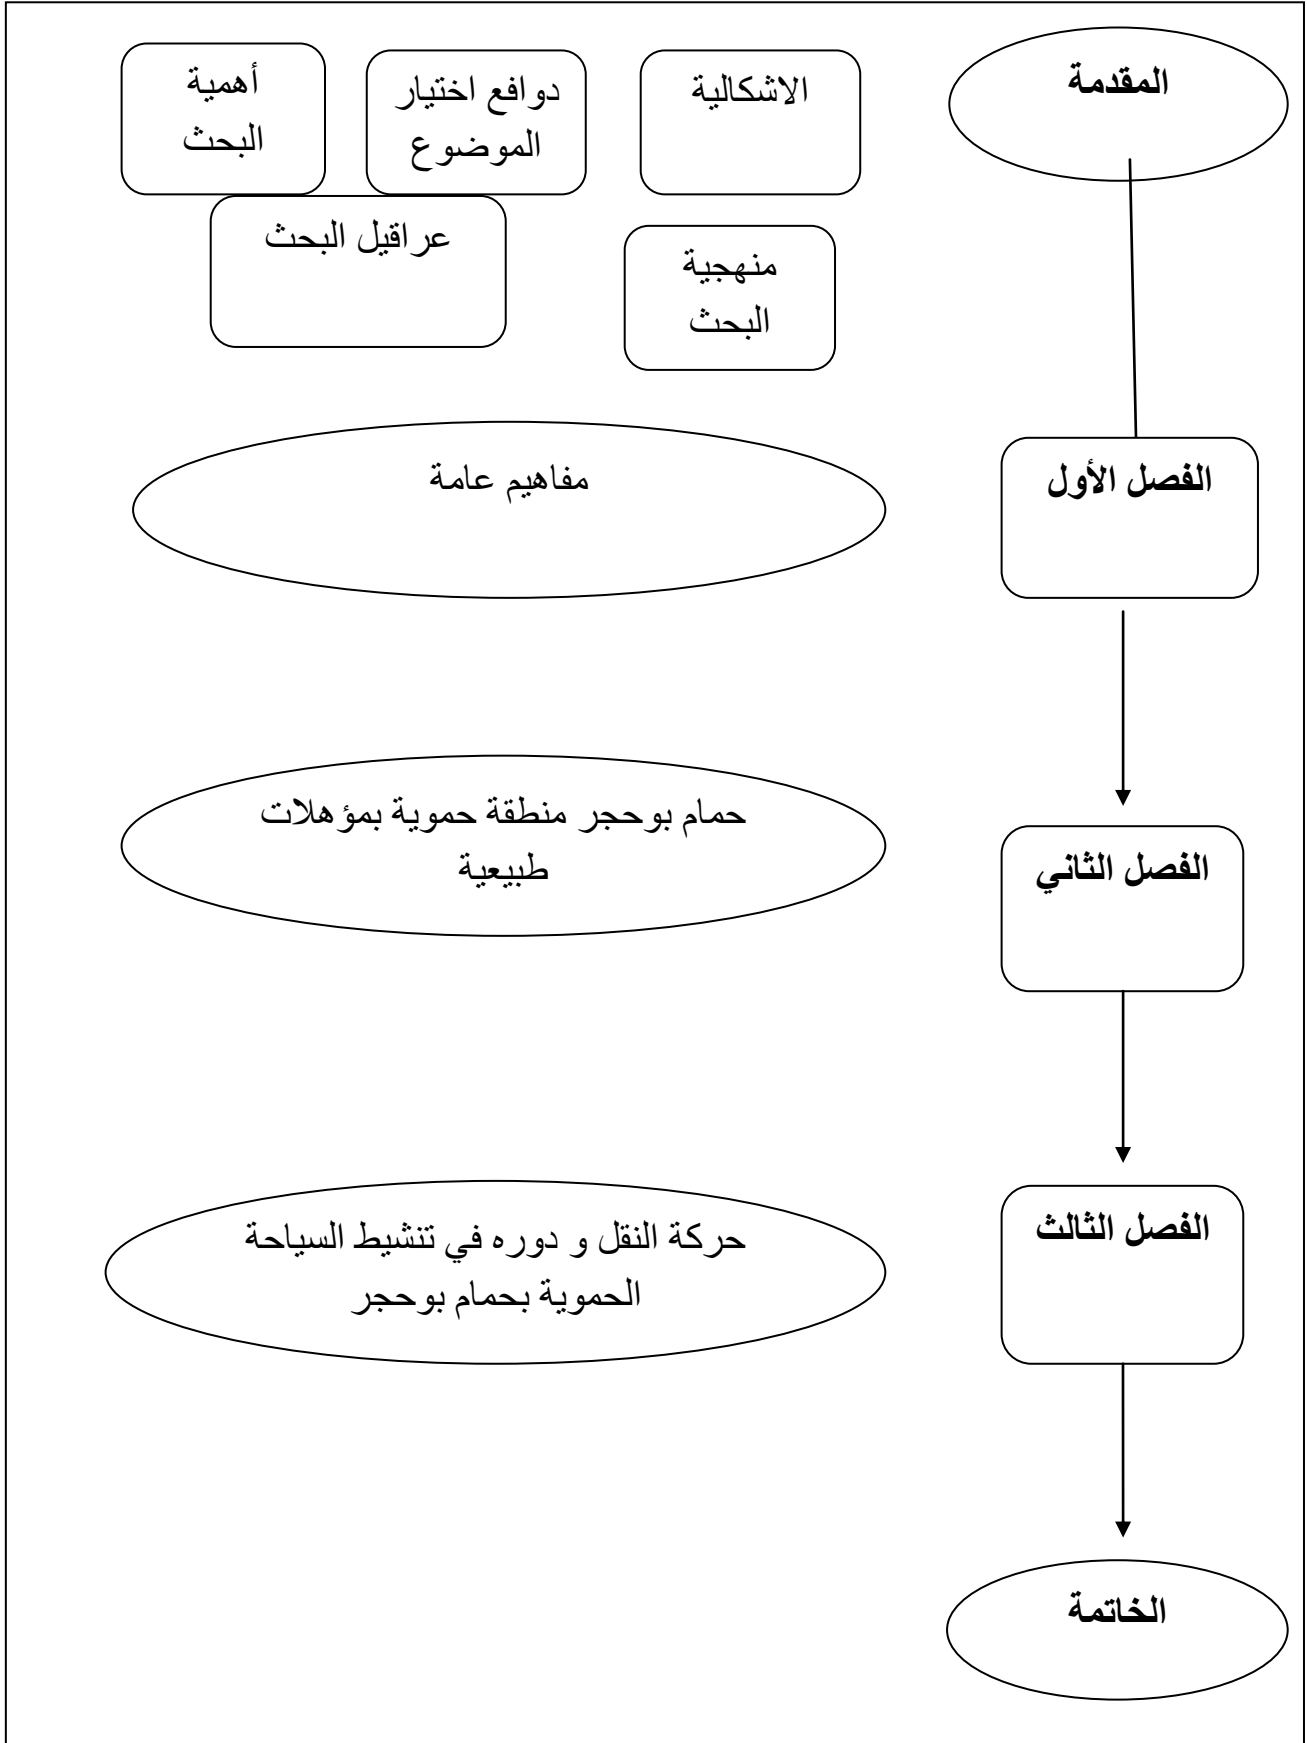 المقدمة
الاشكالية
دوافع اختيار
الموضوع
أهمية
البحث
منهجية
البحث
عراقيل البحث
الفصل الأول
مفاهيم عامة
الفصل الثاني
حمام بوحجر منطقة حموية بمؤهلات
طبيعية
الفصل الثالث
حركة النقل و دوره في تنشيط السياحة
الحموية بحمام بوحجر
الخاتمة